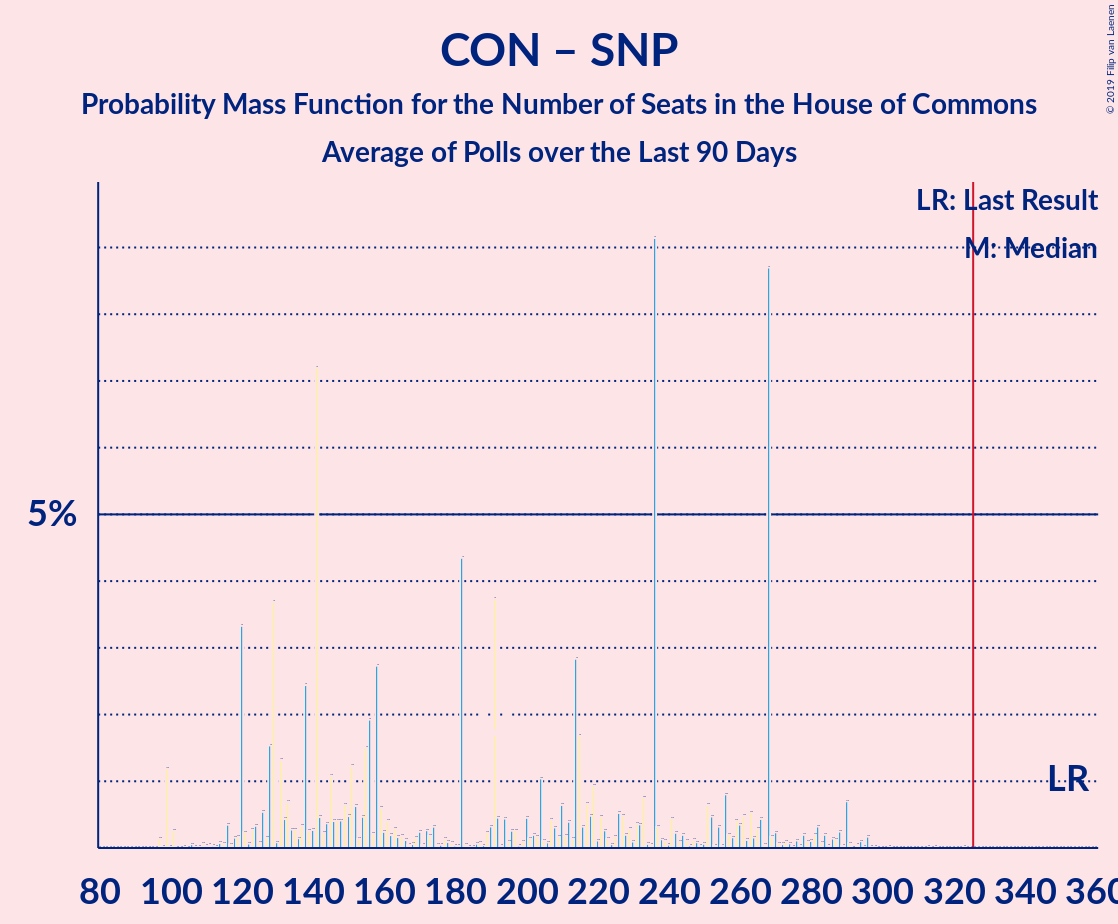 CON – SNP
Probability Mass Function for the Number of Seats in the House of Commons
Average of Polls over the Last 90 Days
© 2019 Filip van Laenen
LR: Last Result
M: Median
5%
LR
80 100 120 140 160 180 200 220 240 260 280 300 320 340 360